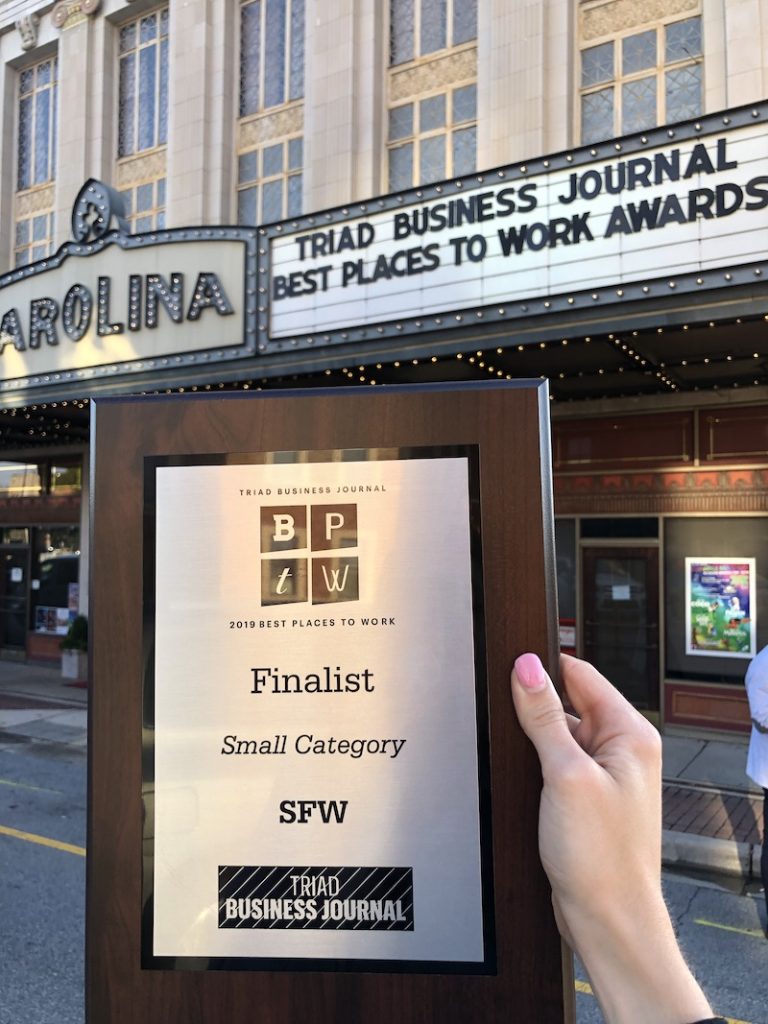 AROLINA
TRIAD BUSINESS JOURNAL
BEST PLACES TO WORK AWARDS
TRIAD BUSINESS JOURNAL
B P
t W
2019 BEST PLACES TO WORK
Finalist
Small Category
SFW
TRIAD
BUSINESS JOURNAL